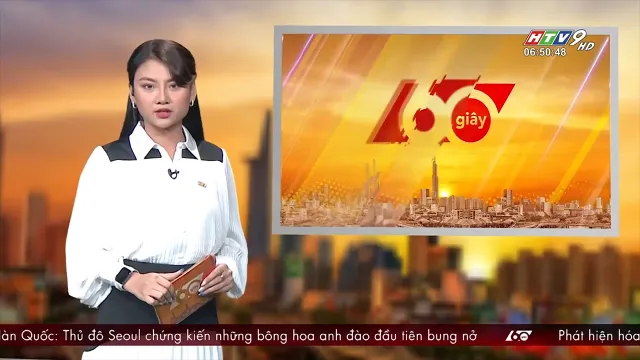 HTV9 HD
06:50:48
60 giây
Hàn Quốc: Thủ đô Seoul chứng kiến những bông hoa anh đào đầu tiên bung nở 60 Phát hiện hóa